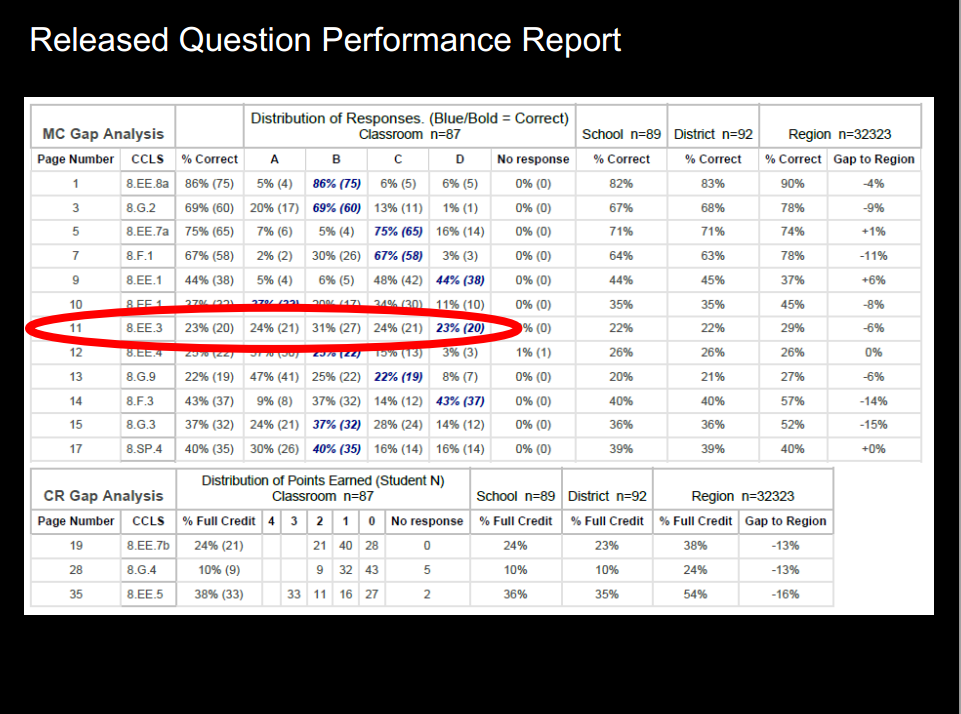 Released Question Performance Report
Distribution of Responses. (Blue/Bold = Correct)
MC Gap Analysis Classroom n=87 School n=89 District n=92 Region n=32323
Page Number CCLS % Correct A B C D No response % Correct % Correct % Correct Gap to Region
1 8.EE.8a 86% (75) 5% (4) 86% (75) 6% (5) 6% (5) 0% (0) 82% 83% 90% -4%
3 8.G.2 69% (60) 20% (17) 69% (60) 13% (11) 1% (1) 0% (0) 67% 68% 78% -9%
5 8.EE.7a 75% (65) 7% (6) 5% (4) 75% (65) 16% (14) 0% (0) 71% 71% 74% +1%
7 8.F.1 67% (58) 2% (2) 30% (26) 67% (58) 3% (3) 0% (0) 64% 63% 78% -11%
9 8.EE.1 44% (38) 5% (4) 6% (5) 48% (42) 44% (38) 0% (0) 44% 45% 37% +6%
10 8.EE.1 11% (10) 0% (0) 35% 35% 45% -8%
11 8.EE.3 23% (20) 24% (21) 31% (27) 24% (21) 23% (20) % (0) 22% 22% 29% -6%
12 8.EE.4 3% (3) 1% (1) 26% 26% 26% 0%
13 8.G.9 22% (19) 47% (41) 25% (22) 22% (19) 8% (7) 0% (0) 20% 21% 27% -6%
14 8.F.3 43% (37) 9% (8) 37% (32) 14% (12) 43% (37) 0% (0) 40% 40% 57% -14%
15 8.G.3 37% (32) 24% (21) 37% (32) 28% (24) 14% (12) 0% (0) 36% 36% 52% -15%
17 8.SP.4 40% (35) 30% (26) 40% (35) 16% (14) 16% (14) 0% (0) 39% 39% 40% +0%
Distribution of Points Earned (Student N)
CR Gap Analysis Classroom n=87 School n=89 District n=92 Region n=32323
Page Number CCLS % Full Credit 4 3 2 1 0 No response % Full Credit % Full Credit % Full Credit Gap to Region
19 8.EE.7b 24% (21) 21 40 28 0 24% 23% 38% -13%
28 8.G.4 10% (9) 9 32 43 5 10% 10% 24% -13%
35 8.EE.5 38% (33) 33 11 16 27 2 36% 35% 54% -16%